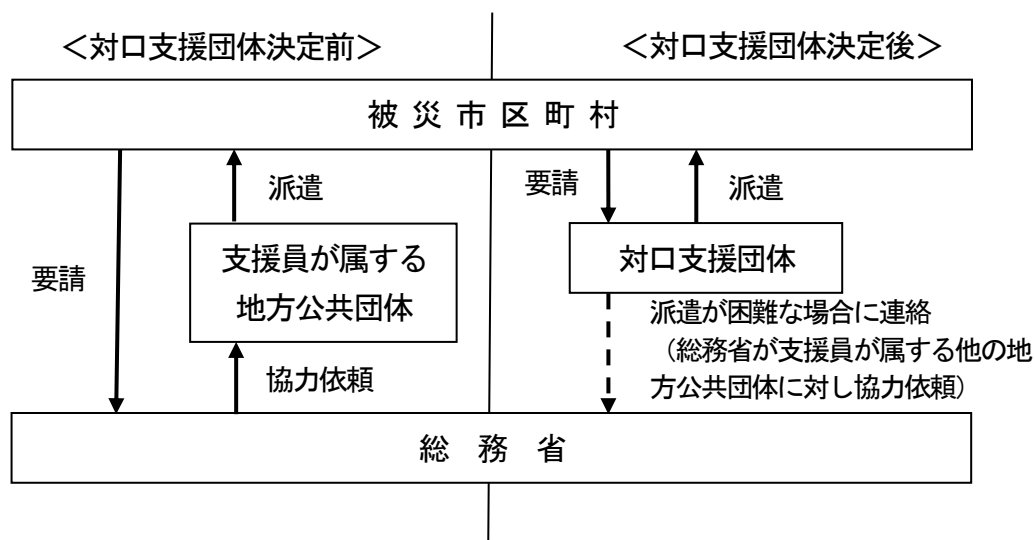 ＜対口支援団体決定前＞
＜対口支援団体決定後＞
被災市区町村
要請
派遣
支援員が属する
地方公共団体
協力依頼
要請
派遣
対口支援団体
派遣が困難な場合に連絡
（総務省が支援員が属する他の地
方公共団体に対し協力依頼）
総務省